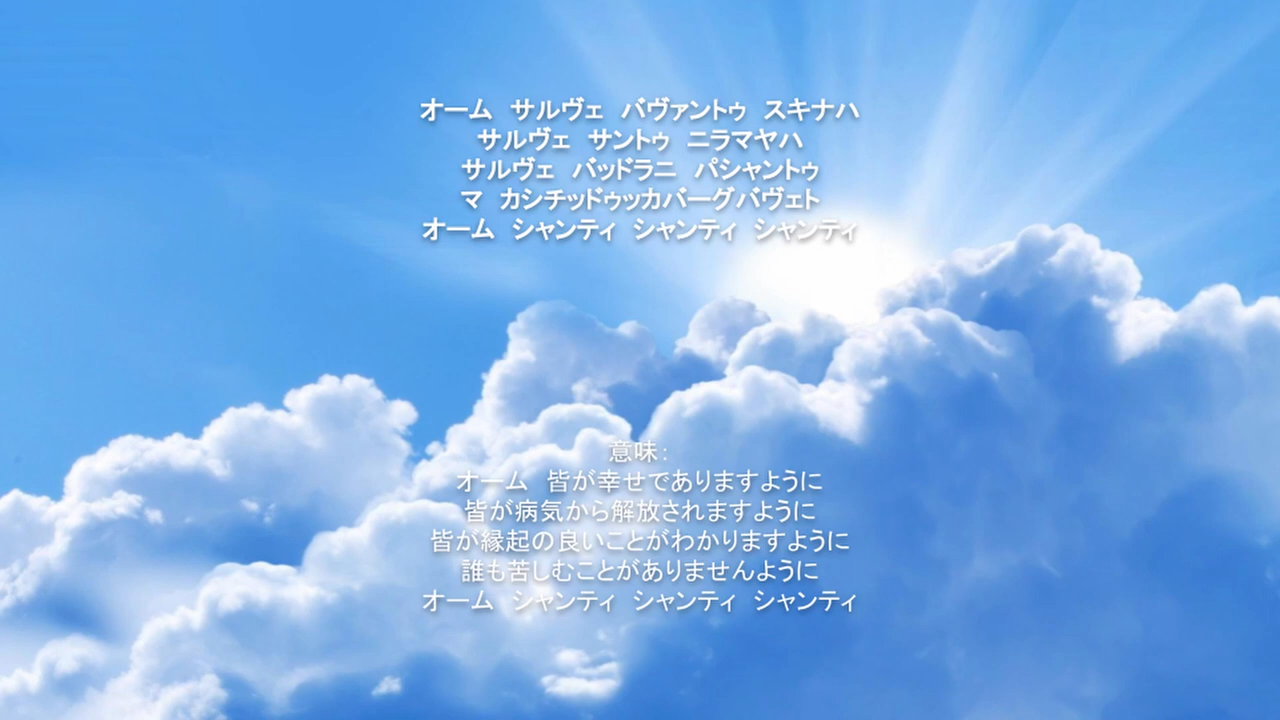 オーム　サルヴェ　バヴァントゥ　スキナハ
サルヴェ　サントゥ　ニラマヤハ
サルヴェ　バッドラニ　パシャントゥ
マ　カシチッドゥッカバーグバヴェト
オーム　シャンティ　シャンティ　シャンティ
意味：
オーム　皆が幸せでありますように
皆が病気から解放されますように
皆が縁起の良いことがわかりますように
誰も苦しむことがありませんように
オーム　シャンティ　シャンティ　シャンティ